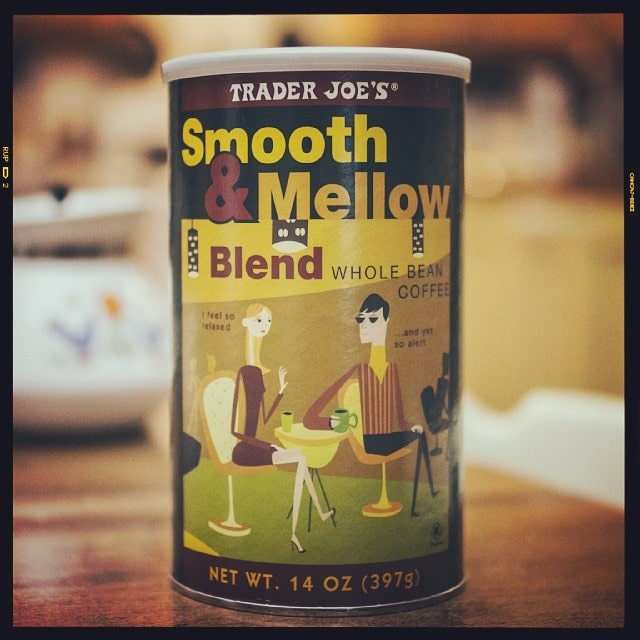 TRADER JOE'S®
Smooth
& Mellow
Blend WHOLE BEAN
COFFEE
I feel so
relaxed
...and yet
so alert
NET WT. 14 OZ (397g)